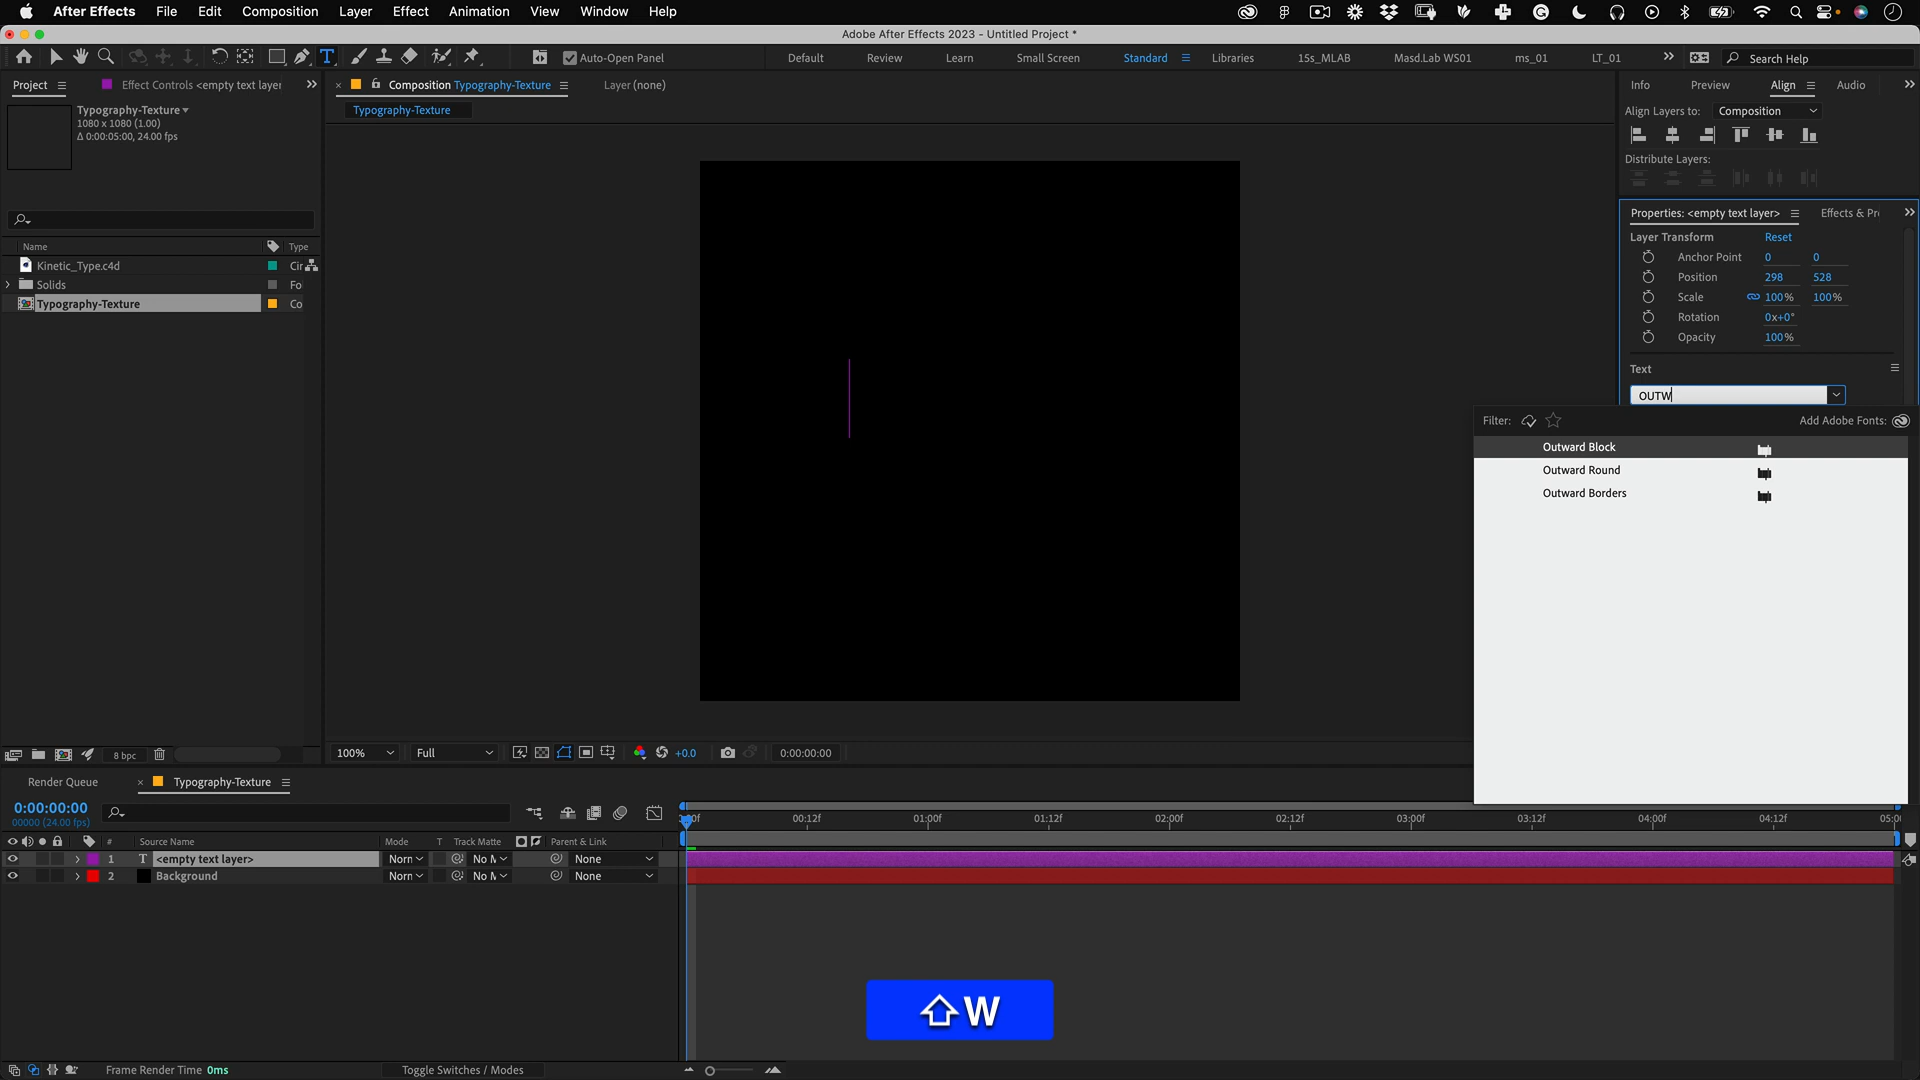 After Effects File Edit Composition Layer Effect Animation View Window Help
Adobe After Effects 2023 - Untitled Project *
Auto-Open Panel Default Review Learn Small Screen Standard Libraries 15s_MLAB Masd.Lab WS01 ms_01 LT_01 Search Help
Project Effect Controls <empty text layer Composition Typography-Texture Layer (none) Info Preview Align Audio
Typography-Texture
1080 x 1080 (1.00)
Δ 0:00:05:00, 24.00 fps
Typography-Texture
Align Layers to: Composition
Distribute Layers:
Name Type
Kinetic_Type.c4d Cir
Solids Fo
Typography-Texture Co
Properties: <empty text layer> Effects & Pr
Layer Transform Reset
Anchor Point 0 0
Position 298 528
Scale 100% 100%
Rotation 0x+0°
Opacity 100%
Text
OUTW
Filter: Add Adobe Fonts:
Outward Block
Outward Round
Outward Borders
8 bpc
100% Full +0.0 0:00:00:00
Render Queue Typography-Texture
0:00:00:00
00000 (24.00 fps)
00:12f 01:00f 01:12f 02:00f 02:12f 03:00f 03:12f 04:00f 04:12f 05:00
# Source Name Mode T Track Matte Parent & Link
1 T <empty text layer> Norn No M None
2 Background Norn No M None
W
Frame Render Time 0ms Toggle Switches / Modes